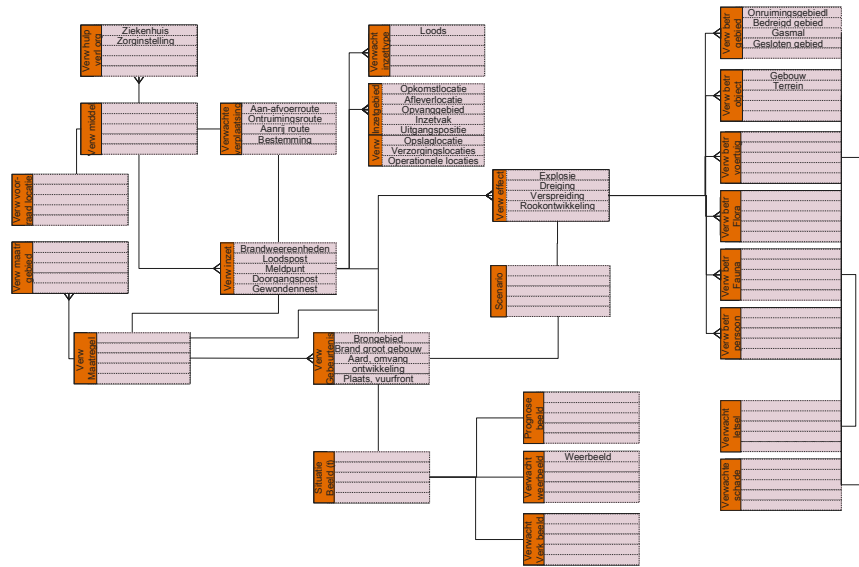 Verw hulp
verl org
Ziekenhuis
Zorginstelling
Verw middel
Verwachte
verplaatsing
Aan-afvoerroute
Ontruimingsroute
Aanrij route
Bestemming
Verw voor-
raad locatie
Verw maatr
gebied
Verw inzet
Brandweereenheden
Loodspost
Meldpunt
Doorgangspost
Gewondennest
Verw
Maatregel
Verwacht
inzettype
Loods
Verw. Inzetgebied
Opkomstlocatie
Afleverlocatie
Opvanggebied
Inzetvak
Uitgangspositie
Opslaglocatie
Verzorgingslocaties
Operationele locaties
Verw effect
Explosie
Dreiging
Verspreiding
Rookontwikkeling
Scenario
Verw
Gebeurtenis
Brongebied
Brand groot gebouw
Aard, omvang
ontwikkeling
Plaats, vuurfront
Situatie
Beeld (t)
Prognose
beeld
Verwacht
weerbeeld
Weerbeeld
Verwacht
Verk beeld
Verw betr
gebied
Onruimingsgebiedl
Bedreigd gebied
Gasmal
Gesloten gebied
Verw betr
object
Gebouw
Terrein
Verw betr
voertuig
Verw betr
Flora
Verw betr
Fauna
Verw betr
persoon
Verwacht
letsel
Verwachte
schade